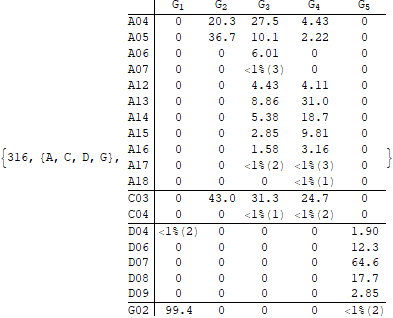 G1 G2 G3 G4 G5
A04 0 20.3 27.5 4.43 0
A05 0 36.7 10.1 2.22 0
A06 0 0 6.01 0 0
A07 0 0 <1%(3) 0 0
A12 0 0 4.43 4.11 0
A13 0 0 8.86 31.0 0
A14 0 0 5.38 18.7 0
A15 0 0 2.85 9.81 0
A16 0 0 1.58 3.16 0
{316, {A, C, D, G}, A17 0 0 <1%(2) <1%(3) 0 }
A18 0 0 0 <1%(1) 0
C03 0 43.0 31.3 24.7 0
C04 0 0 <1%(1) <1%(2) 0
D04 <1%(2) 0 0 0 1.90
D06 0 0 0 0 12.3
D07 0 0 0 0 64.6
D08 0 0 0 0 17.7
D09 0 0 0 0 2.85
G02 99.4 0 0 0 <1%(2)